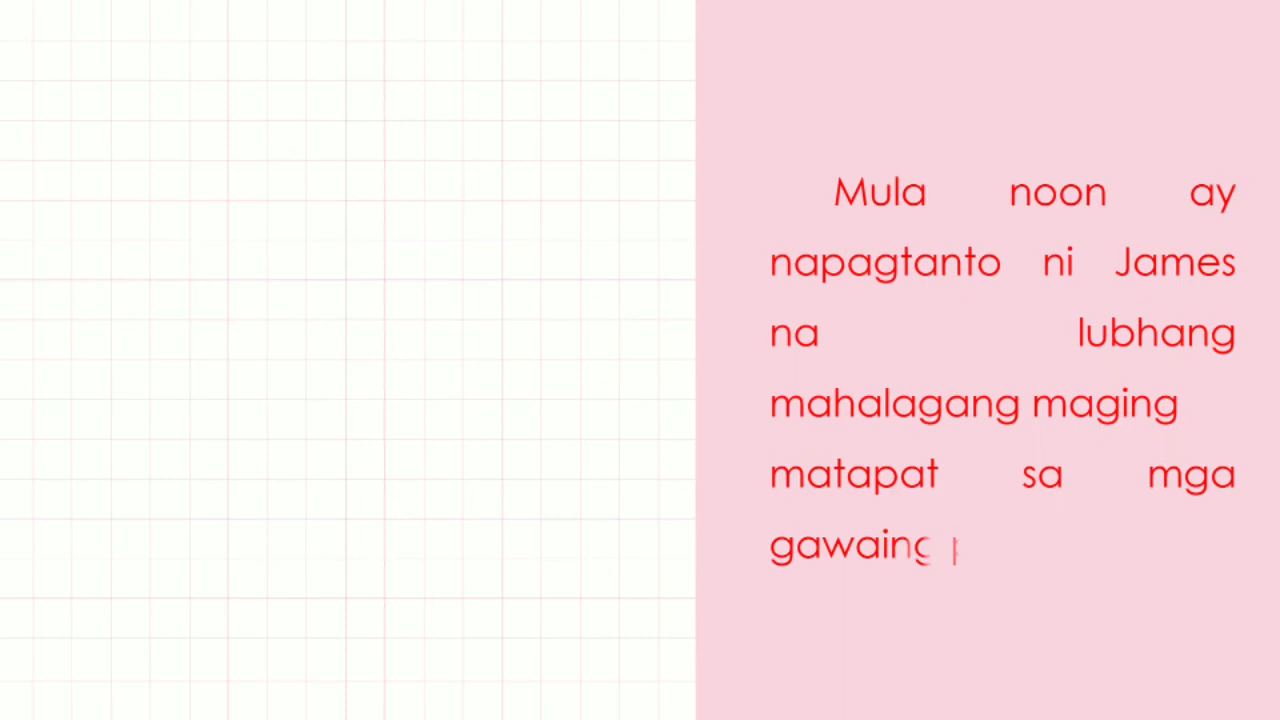 Mula noon ay
napagtanto ni James
na lubhang
mahalagang maging
matapat sa mga
gawaing